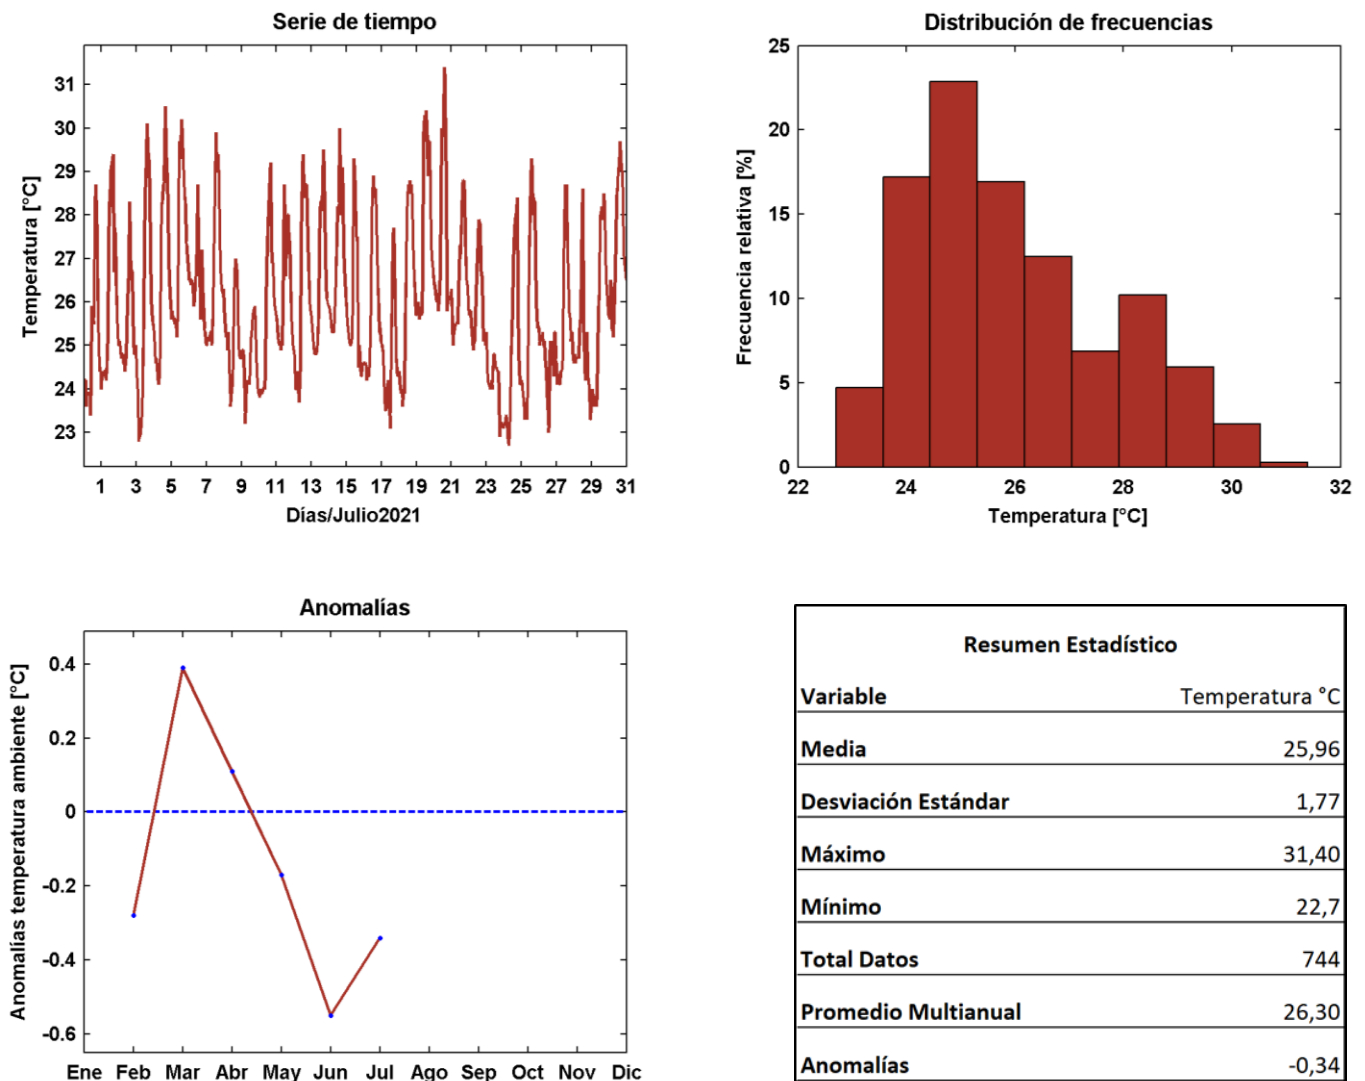 Serie de tiempo
Temperatura [°C]
31
30
29
28
27
26
25
24
23
1 3 5 7 9 11 13 15 17 19 21 23 25 27 29 31
Días/Julio2021
Distribución de frecuencias
Frecuencia relativa [%]
25
20
15
10
5
0
22 24 26 28 30 32
Temperatura [°C]
Anomalías
Anomalías temperatura ambiente [°C]
0.4
0.2
0
-0.2
-0.4
-0.6
Ene Feb Mar Abr May Jun Jul Ago Sep Oct Nov Dic
Resumen Estadístico
Variable Temperatura °C
Media 25,96
Desviación Estándar 1,77
Máximo 31,40
Mínimo 22,7
Total Datos 744
Promedio Multianual 26,30
Anomalías -0,34